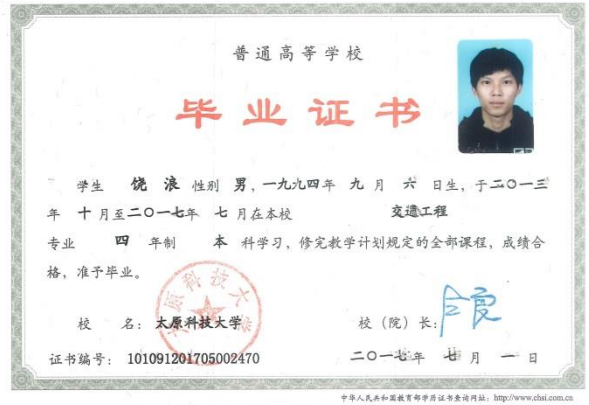 普通高等学校
毕业证书
学生 饶浪 性别 男，一九九四年 九 月 六 日生，于二〇一三
年 十 月至二〇一七年 七 月在本校 交通工程
专业 四 年制 本 科学习，修完教学计划规定的全部课程，成绩合
格，准予毕业。
校 名：太原科技大学 校（院）长：
证书编号：101091201705002470 二〇一七年 七 月 一 日
中华人民共和国教育部学历证书查询网址：http://www.chsi.com.cn